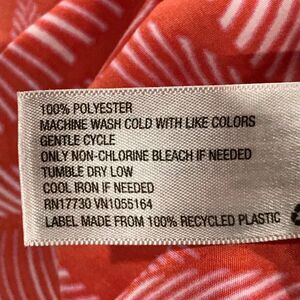 100% POLYESTER
MACHINE WASH COLD WITH LIKE COLORS
GENTLE CYCLE
ONLY NON-CHLORINE BLEACH IF NEEDED
TUMBLE DRY LOW
COOL IRON IF NEEDED
RN17730 VN1055164
LABEL MADE FROM 100% RECYCLED PLASTIC